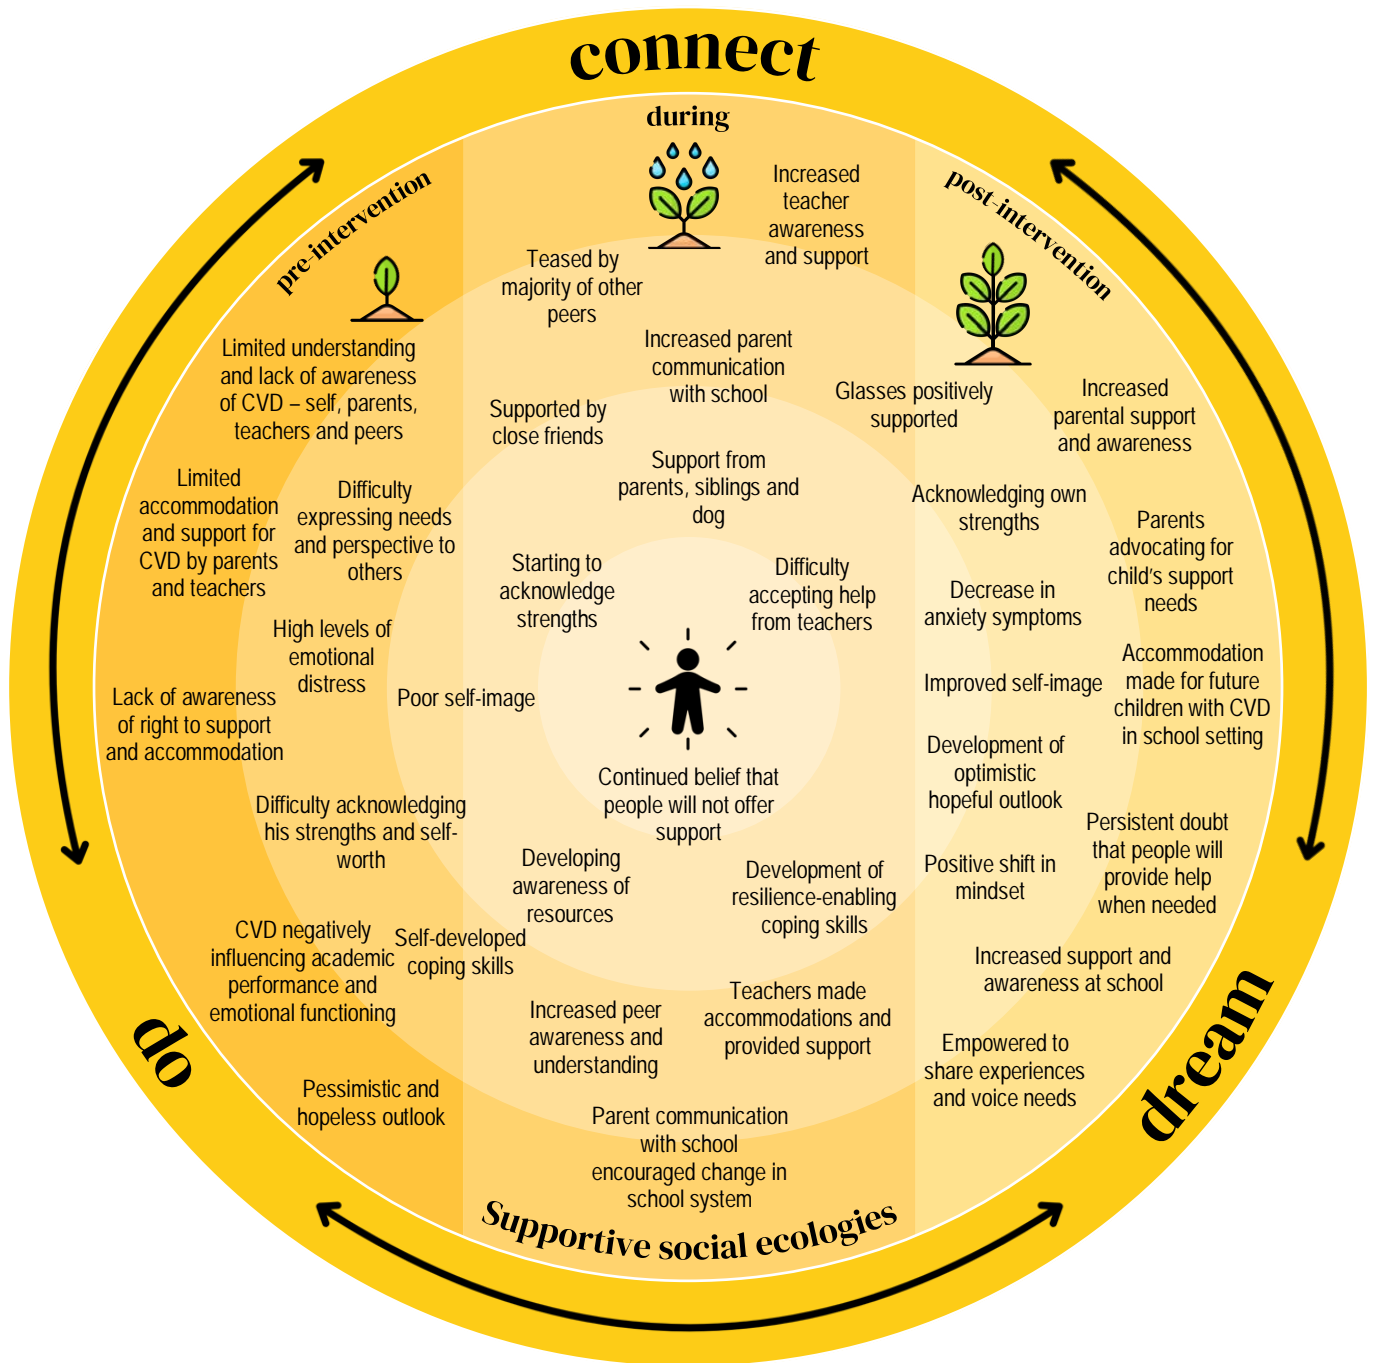 connect
during
pre-intervention
post-intervention
Increased
teacher
awareness
and support
Teased by
majority of other
peers
Increased parent
communication
with school
Supported by
close friends
Support from
parents, siblings and
dog
Starting to
acknowledge
strengths
Difficulty
accepting help
from teachers
Continued belief that
people will not offer
support
Developing
awareness of
resources
Development of
resilience-enabling
coping skills
Self-developed
coping skills
Increased peer
awareness and
understanding
Teachers made
accommodations and
provided support
Parent communication
with school
encouraged change in
school system
Limited understanding
and lack of awareness
of CVD – self, parents,
teachers and peers
Limited
accommodation
and support for
CVD by parents
and teachers
Difficulty
expressing needs
and perspective to
others
High levels of
emotional
distress
Lack of awareness
of right to support
and accommodation
Poor self-image
Difficulty acknowledging
his strengths and self-
worth
CVD negatively
influencing academic
performance and
emotional functioning
Pessimistic and
hopeless outlook
Glasses positively
supported
Increased
parental support
and awareness
Acknowledging own
strengths
Parents
advocating for
child's support
needs
Decrease in
anxiety symptoms
Accommodation
made for future
children with CVD
in school setting
Improved self-image
Development of
optimistic
hopeful outlook
Persistent doubt
that people will
provide help
when needed
Positive shift in
mindset
Increased support and
awareness at school
Empowered to
share experiences
and voice needs
do
dream
Supportive social ecologies